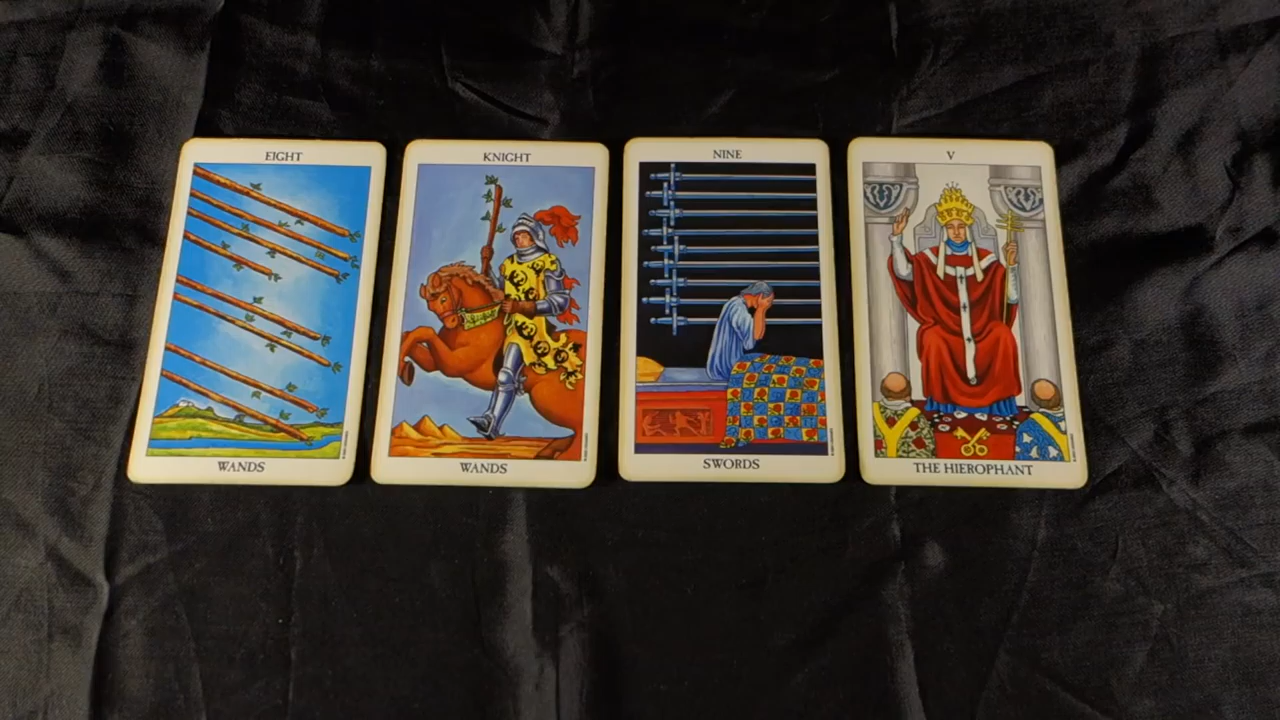 EIGHT
WANDS
KNIGHT
WANDS
NINE
SWORDS
V
THE HIEROPHANT